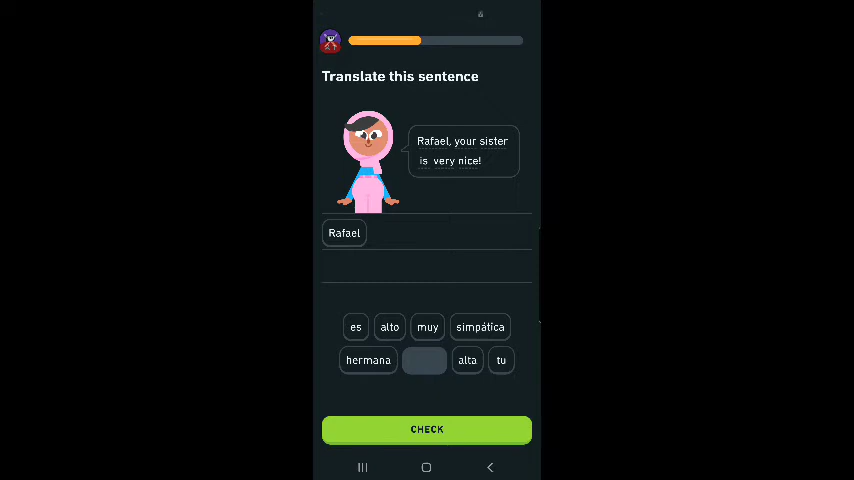 Translate this sentence
Rafael, your sister
is very nice!
Rafael
es alto muy simpática
hermana alta tu
CHECK